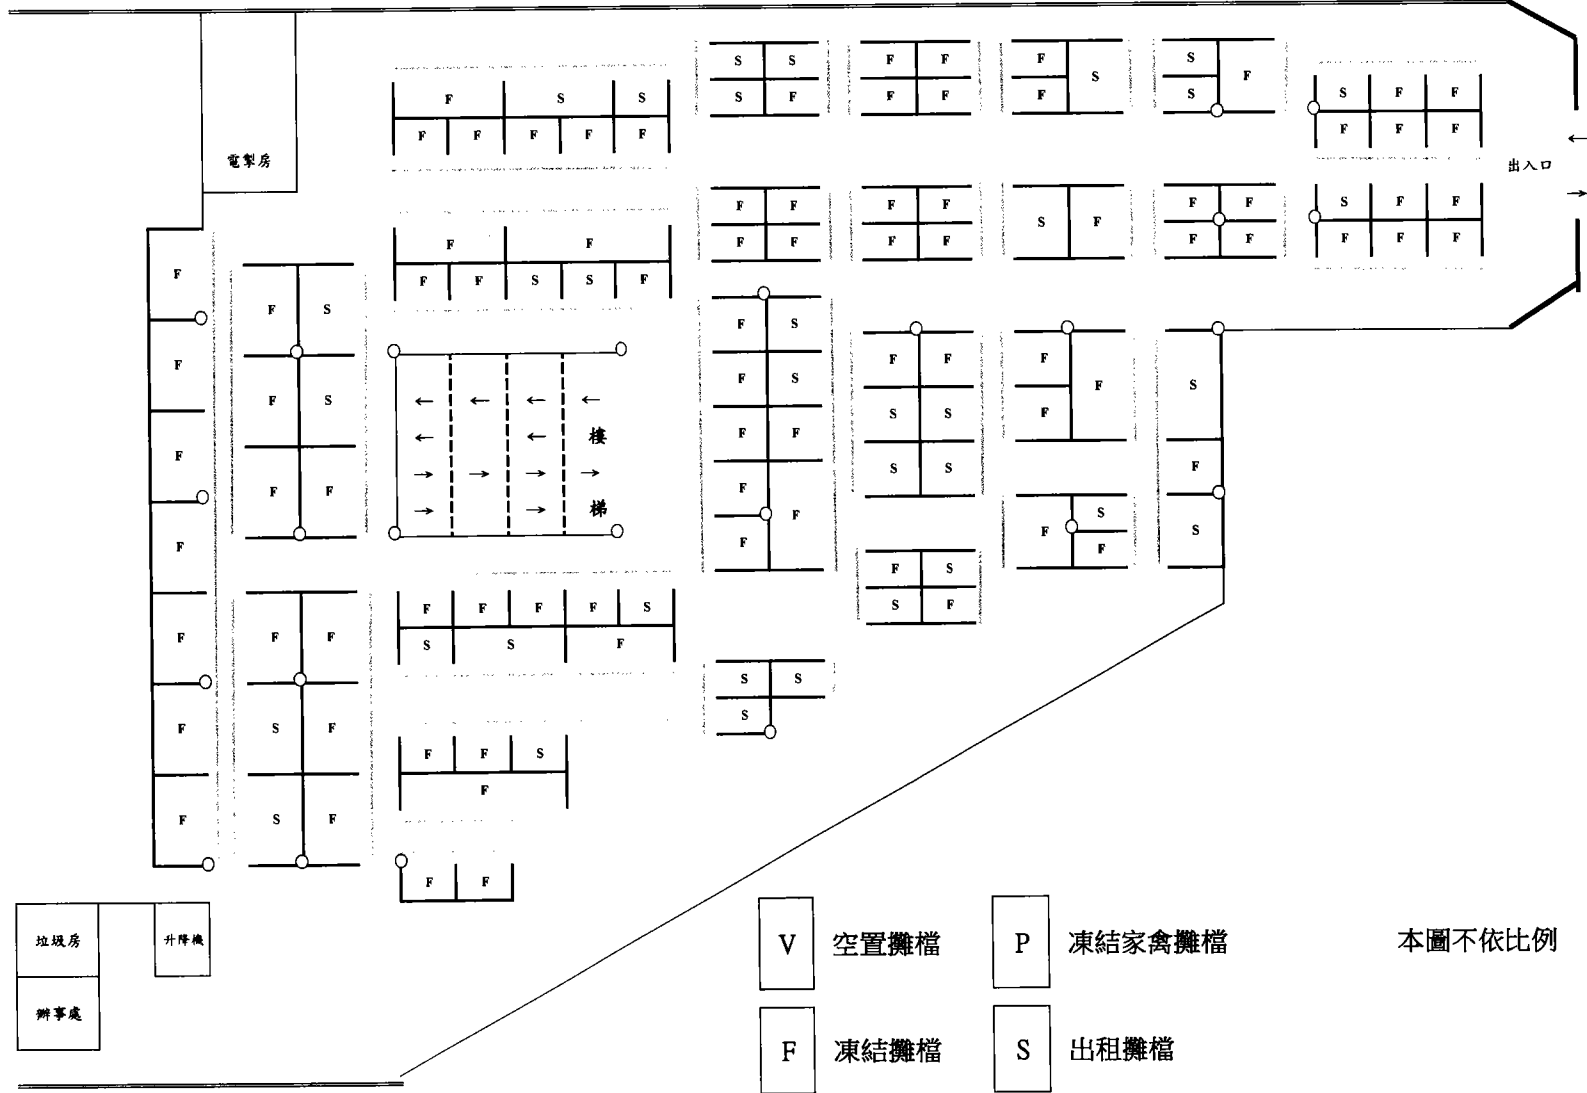 S S F F F S S F
S F F F F S
F S S S F F
F F F F F F F F
電掣房
出入口
F F F F S F F F S F F
F F F F F F F F F
F F
F F S S F
F
F S
F S
F F
F
F
F
F
F
F
F
F S
F S
F F
F
F
F F
S S
S S
F
F
F
S
F
S
← ← ← ←
← ← 樓
→ → → →
→ → 梯
F S
F
F S
S F
F F F F S
S S F
F F
S F
S F
S S
S
F F S
F
F F
垃圾房
升降機
辦事處
V 空置攤檔
P 凍結家禽攤檔
本圖不依比例
F 凍結攤檔
S 出租攤檔